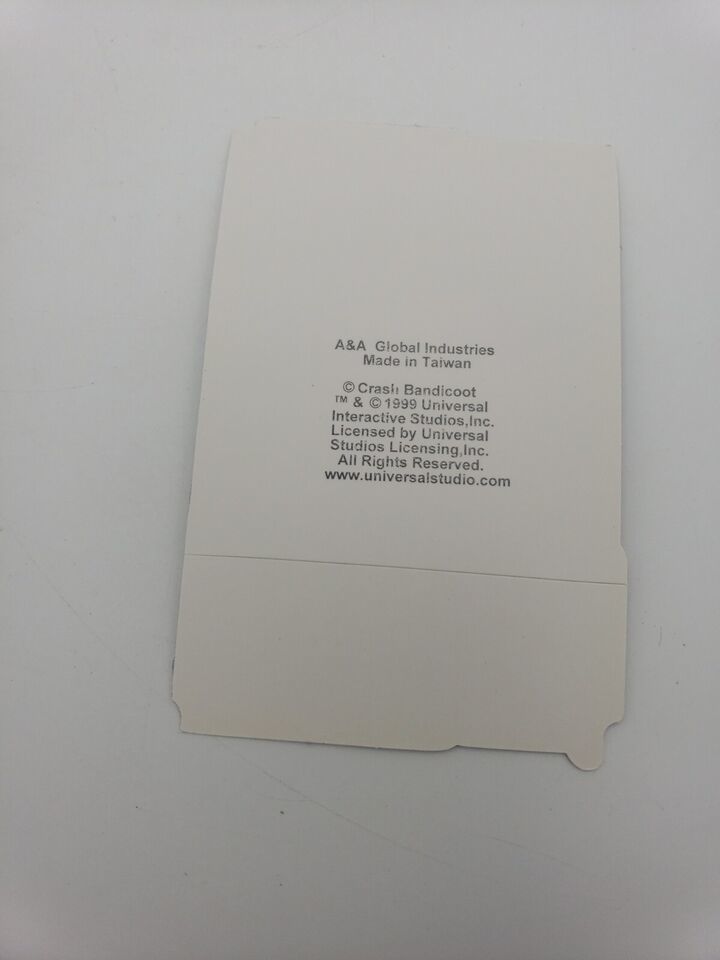 A&A Global Industries
Made in Taiwan
© Crash Bandicoot
™ & © 1999 Universal
Interactive Studios,Inc.
Licensed by Universal
Studios Licensing,Inc.
All Rights Reserved.
www.universalstudio.com